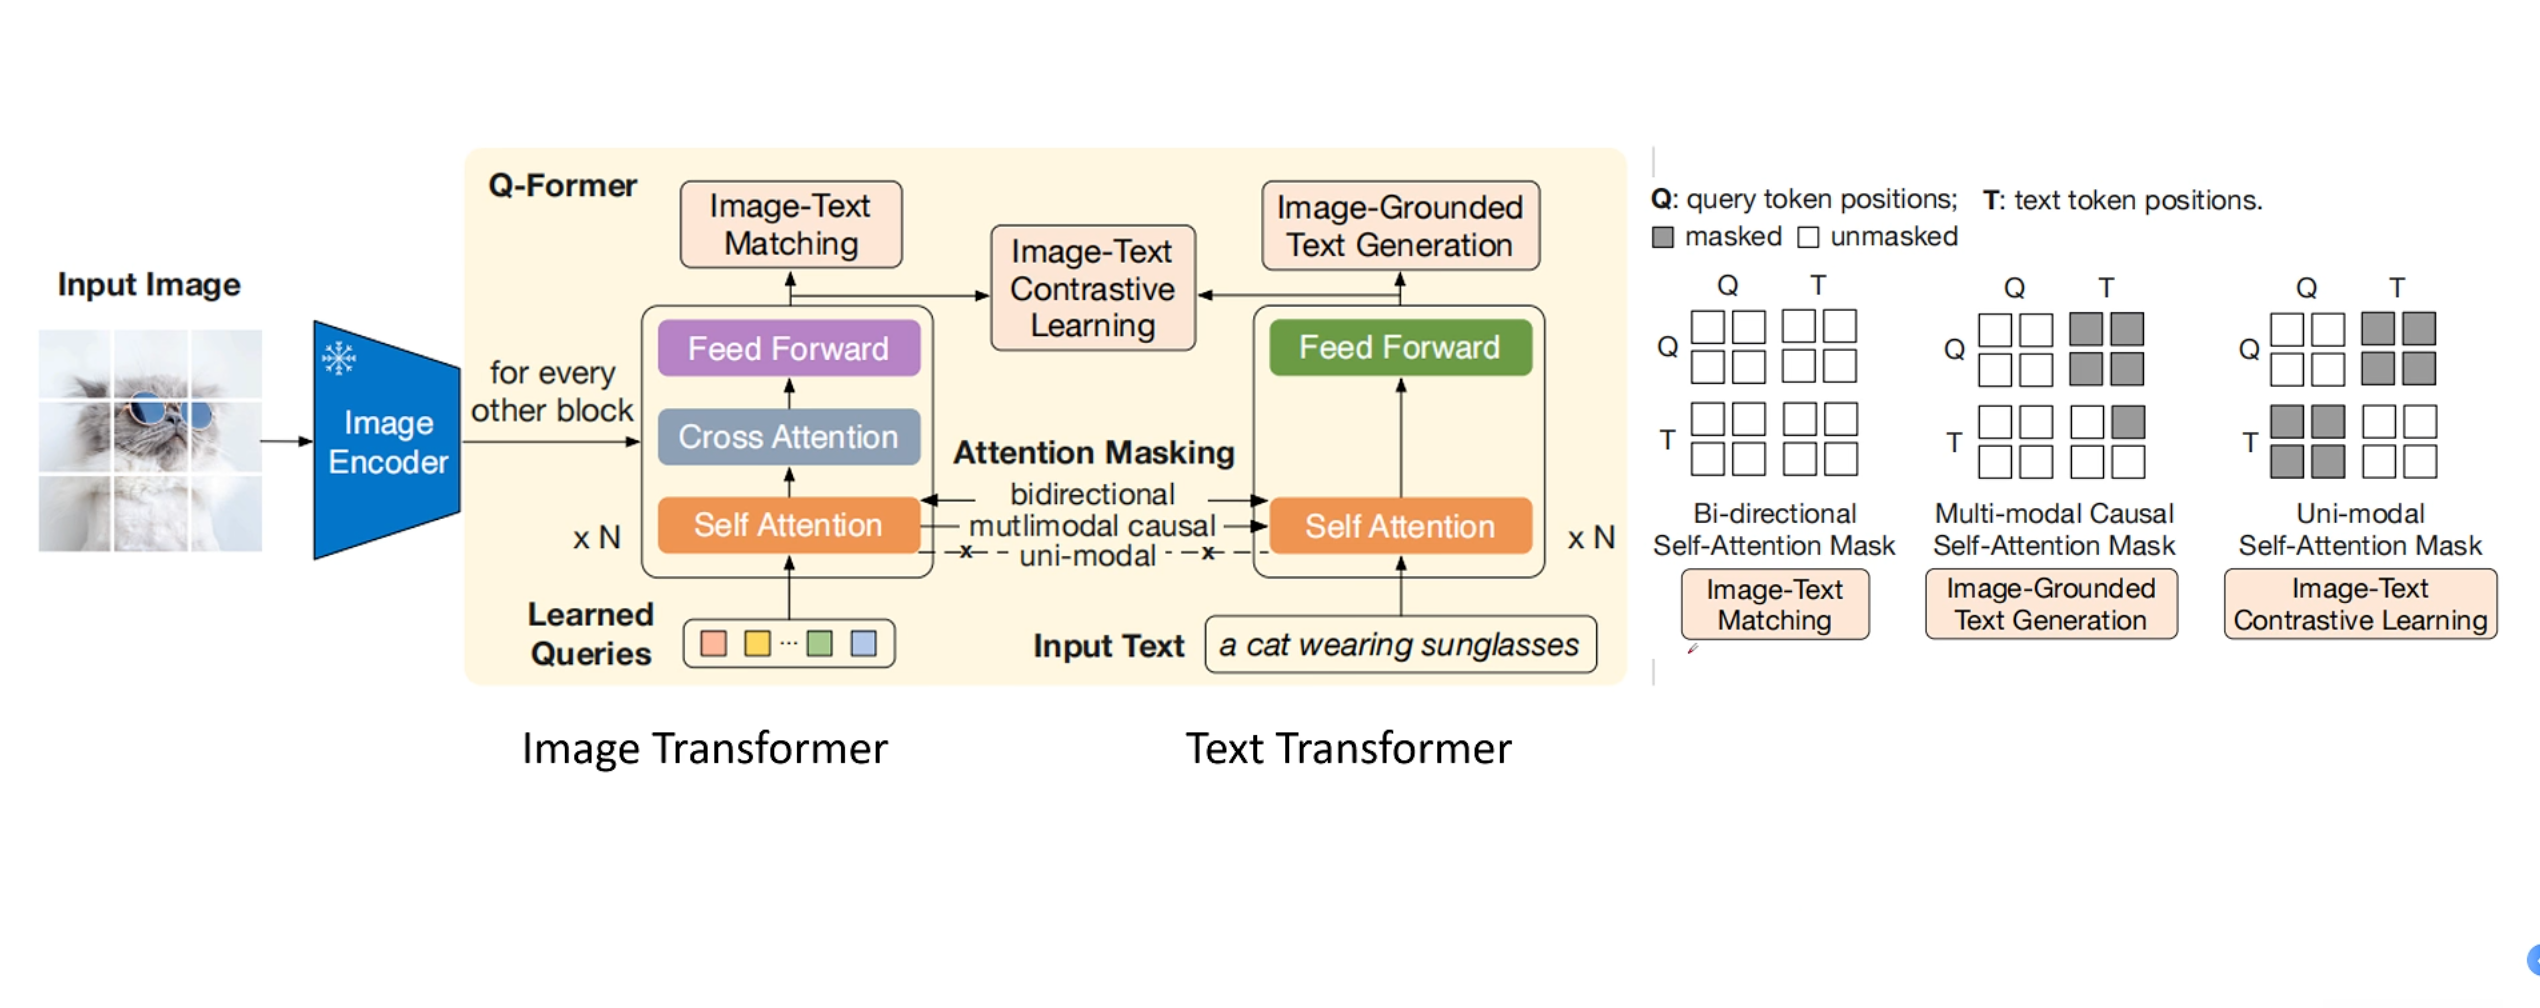 Input Image
Image
Encoder
for every
other block
Q-Former
Image-Text
Matching
Image-Text
Contrastive
Learning
Image-Grounded
Text Generation
Feed Forward
Cross Attention
Self Attention
x N
Attention Masking
bidirectional
mutlimodal causal
x uni-modal x
Feed Forward
Self Attention
x N
Learned
Queries
...
Input Text
a cat wearing sunglasses
Image Transformer
Text Transformer
Q: query token positions; T: text token positions.
masked unmasked
Q T
Q
T
Bi-directional
Self-Attention Mask
Image-Text
Matching
Q T
Q
T
Multi-modal Causal
Self-Attention Mask
Image-Grounded
Text Generation
Q T
Q
T
Uni-modal
Self-Attention Mask
Image-Text
Contrastive Learning